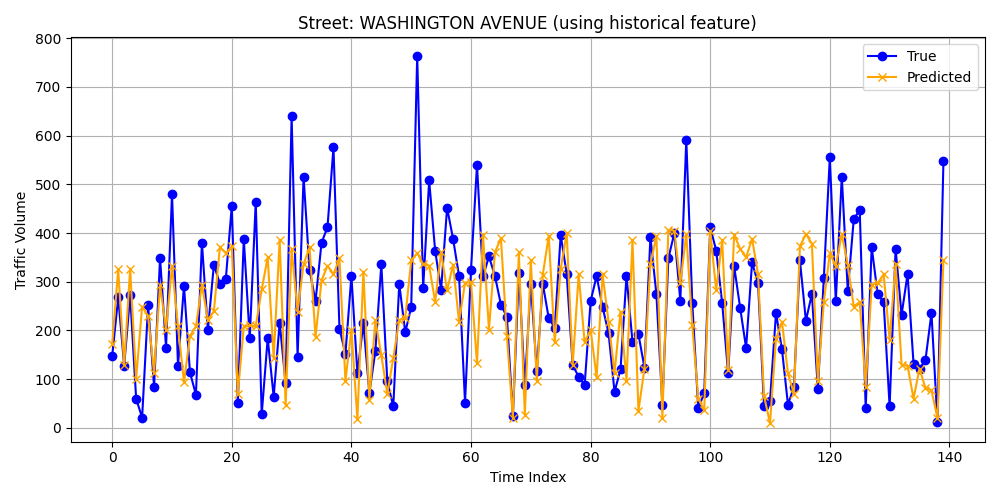 Street: WASHINGTON AVENUE (using historical feature)
True
Predicted
Traffic Volume
800
700
600
500
400
300
200
100
0
0 20 40 60 80 100 120 140
Time Index